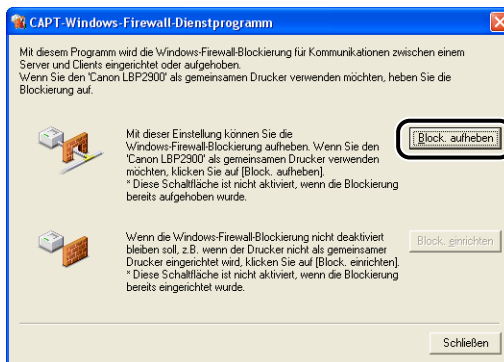 CAPT-Windows-Firewall-Dienstprogramm
Mit diesem Programm wird die Windows-Firewall-Blockierung für Kommunikationen zwischen einem
Server und Clients eingerichtet oder aufgehoben.
Wenn Sie den 'Canon LBP2900' als gemeinsamen Drucker verwenden möchten, heben Sie die
Blockierung auf.
Mit dieser Einstellung können Sie die
Windows-Firewall-Blockierung aufheben. Wenn Sie den
'Canon LBP2900' als gemeinsamen Drucker verwenden
möchten, klicken Sie auf [Block. aufheben].
* Diese Schaltfläche ist nicht aktiviert, wenn die Blockierung
bereits aufgehoben wurde.
Block. aufheben
Wenn die Windows-Firewall-Blockierung nicht deaktiviert
bleiben soll, z.B. wenn der Drucker nicht als gemeinsamer
Drucker eingerichtet wird, klicken Sie auf [Block. einrichten].
* Diese Schaltfläche ist nicht aktiviert, wenn die Blockierung
bereits eingerichtet wurde.
Block. einrichten
Schließen